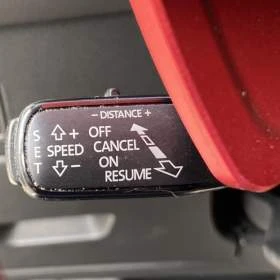 - DISTANCE +
S E T
+ OFF
SPEED CANCEL
- ON
RESUME